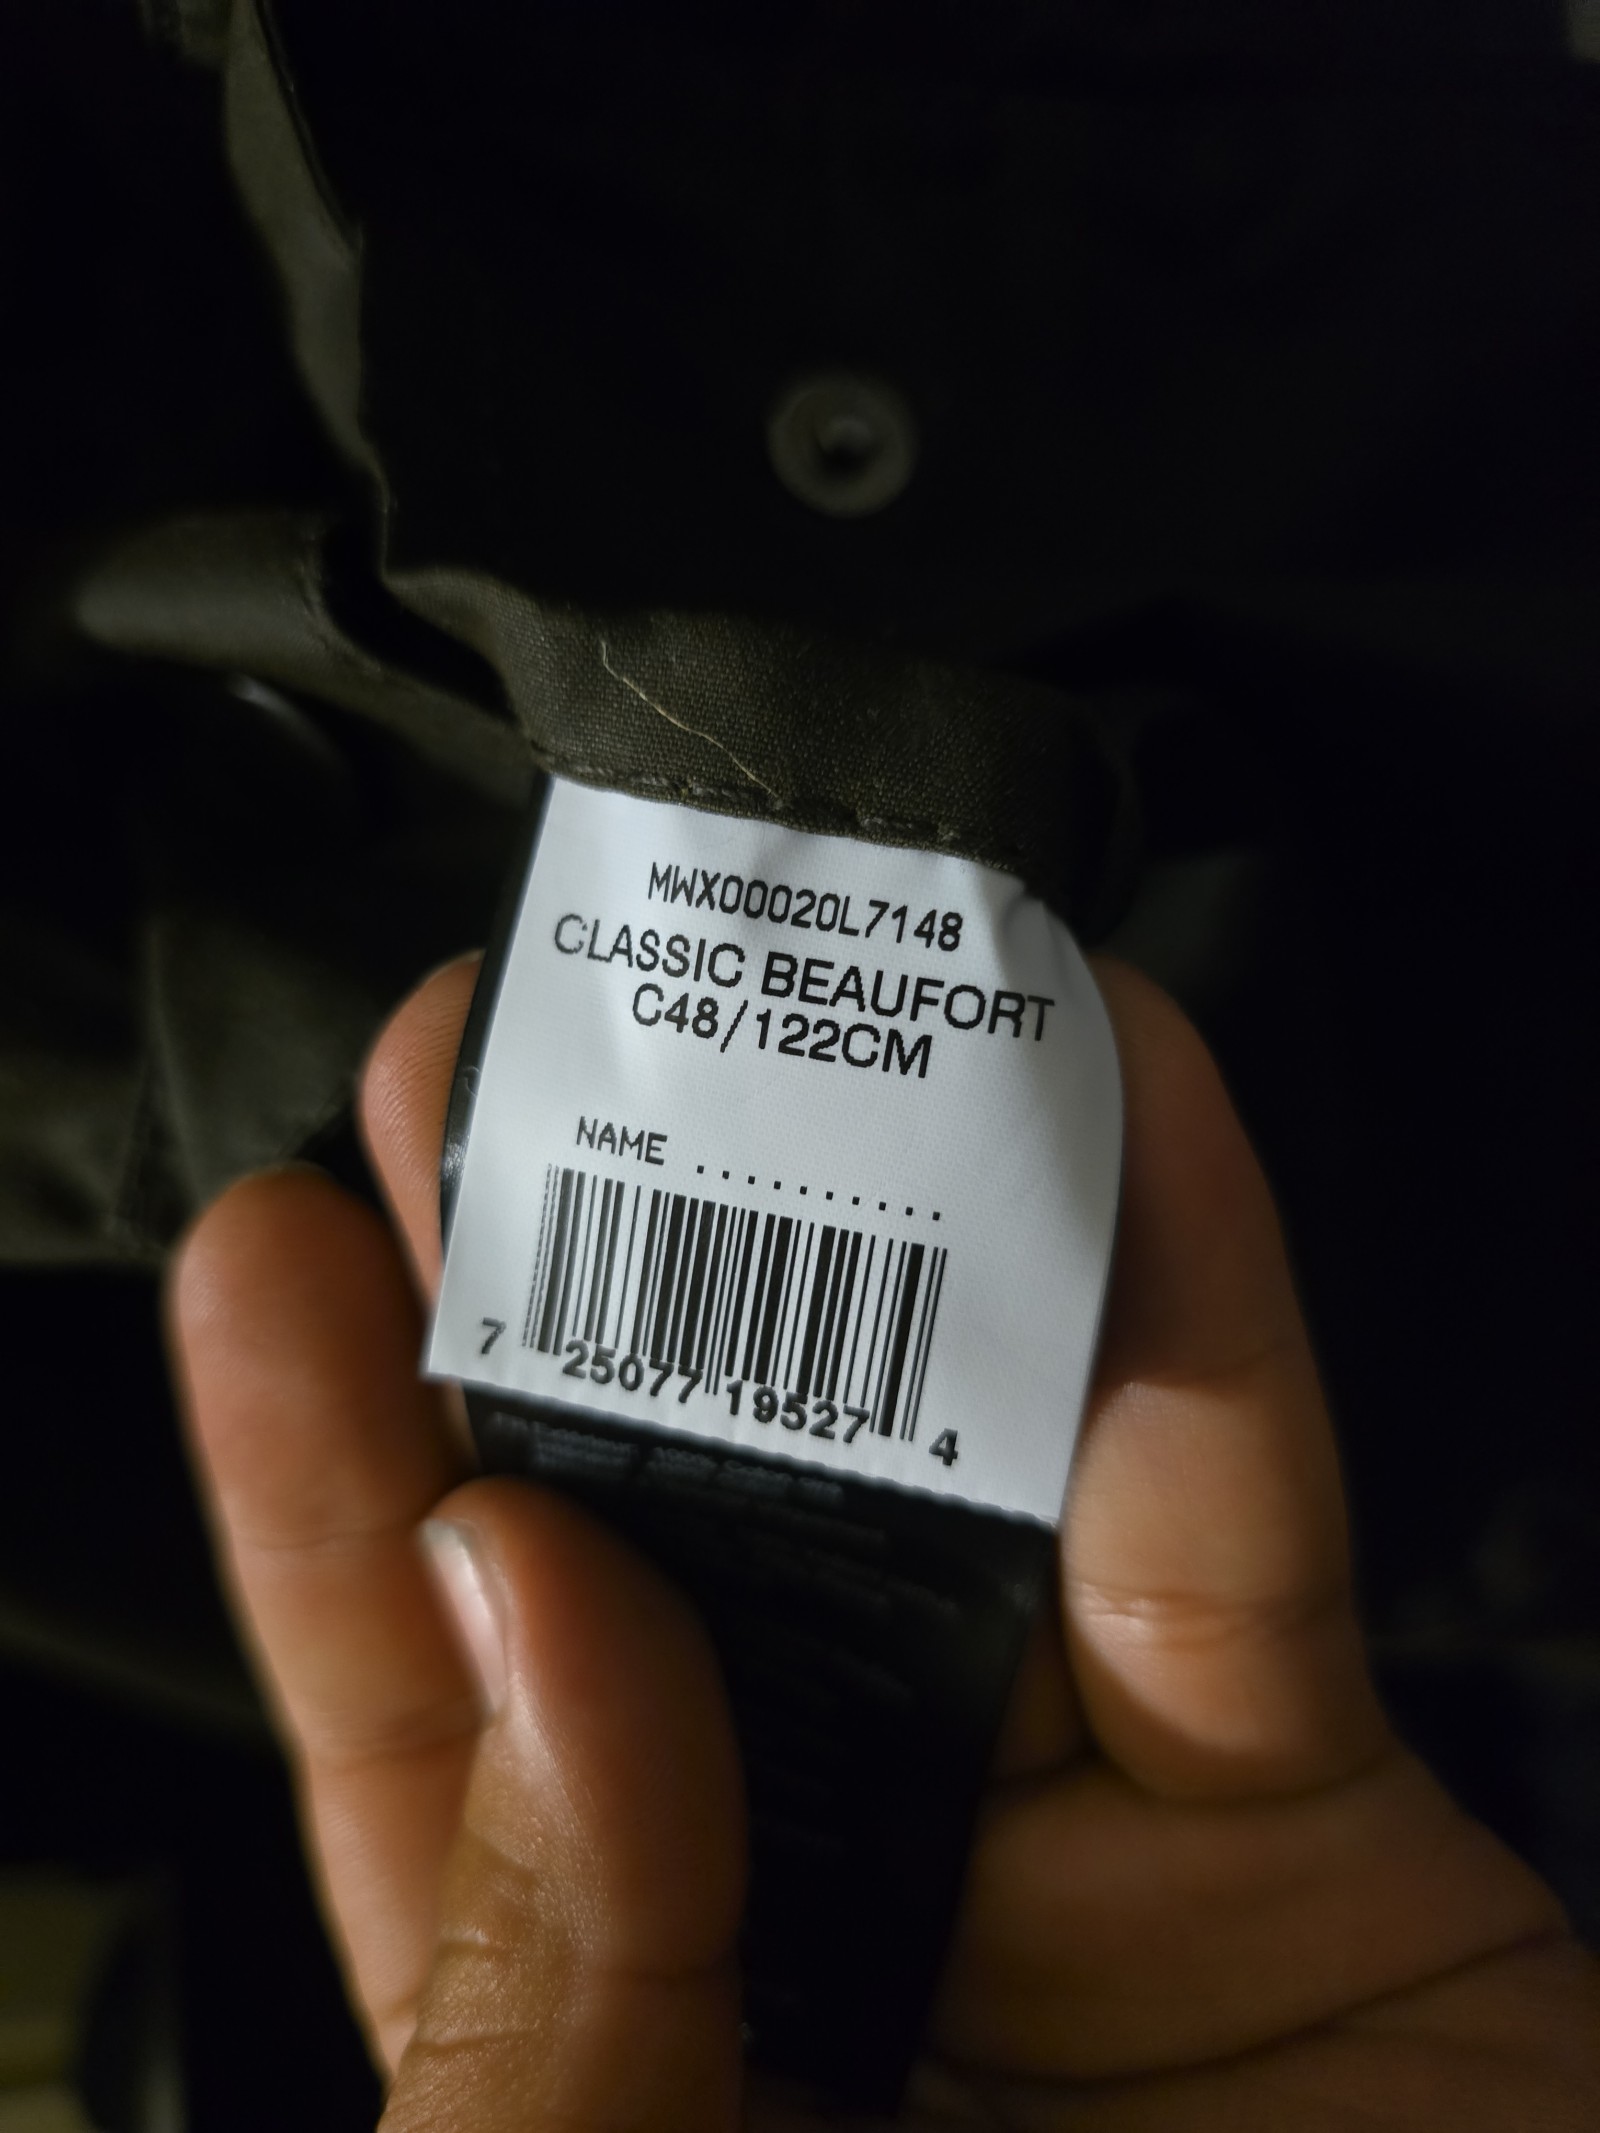 MWX00020L7148
CLASSIC BEAUFORT
C48/122CM
NAME ..........
7 25077 19527 4